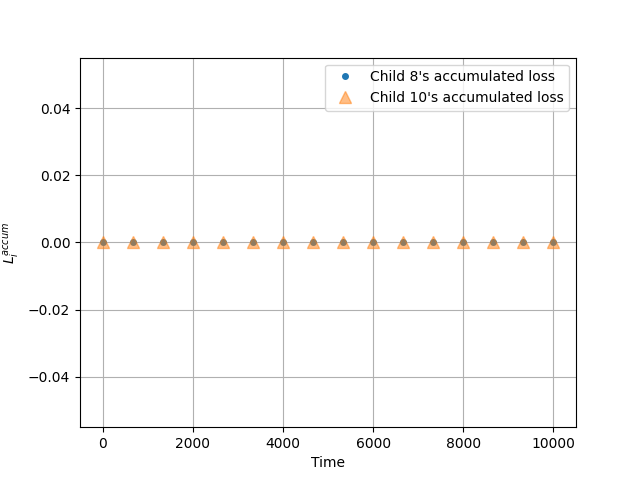 Child 8's accumulated loss
Child 10's accumulated loss
0.04
0.02
0.00
−0.02
−0.04
L_i^{accum}
0 2000 4000 6000 8000 10000
Time